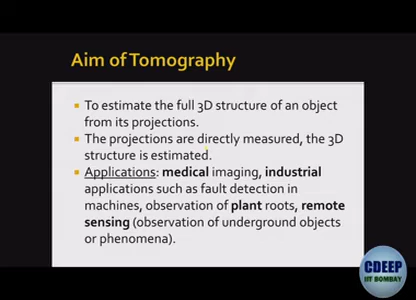 Aim of Tomography
To estimate the full 3D structure of an object
from its projections.
The projections are directly measured, the 3D
structure is estimated.
Applications: medical imaging, industrial
applications such as fault detection in
machines, observation of plant roots, remote
sensing (observation of underground objects
or phenomena).
CDEEP
IIT BOMBAY